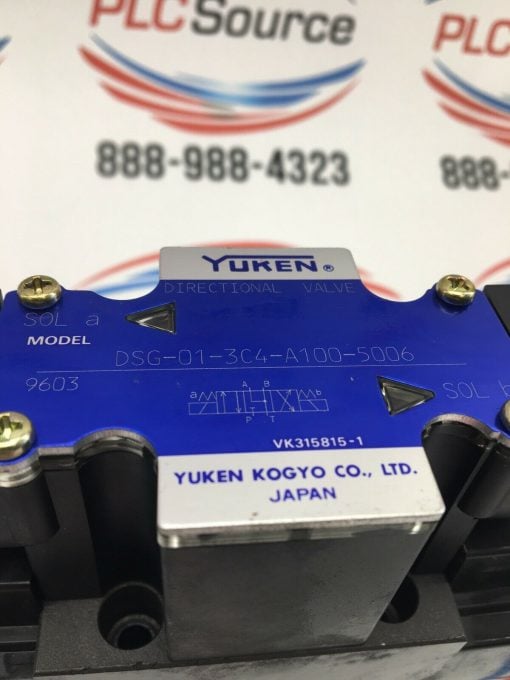 PLCSource
888-988-4323
PLC
888-
YUKEN®
DIRECTIONAL VALVE
SOL a
MODEL
DSG-01-3C4-A100-5006
9603
a A B b
P T
SOL b
VK315815-1
YUKEN KOGYO CO., LTD.
JAPAN